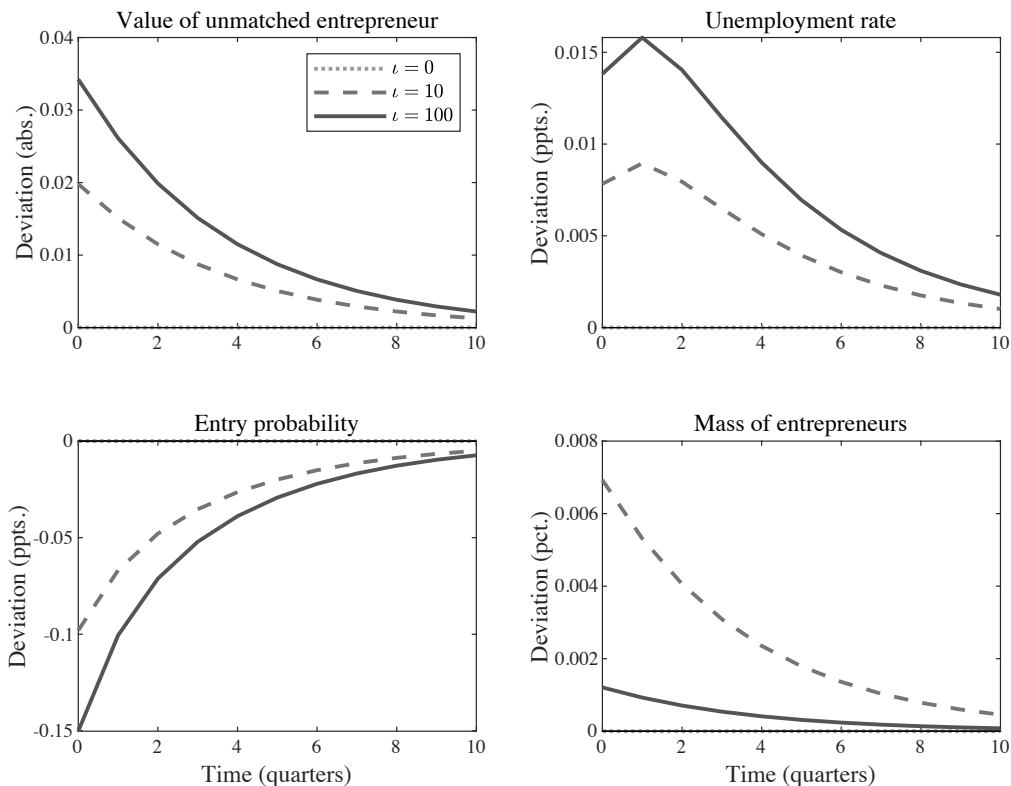 Value of unmatched entrepreneur
Deviation (abs.)
0.04
0.03
0.02
0.01
0
0 2 4 6 8 10
ι = 0
ι = 10
ι = 100
Unemployment rate
Deviation (ppts.)
0.015
0.01
0.005
0
0 2 4 6 8 10
Entry probability
Deviation (ppts.)
0
-0.05
-0.1
-0.15
0 2 4 6 8 10
Time (quarters)
Mass of entrepreneurs
Deviation (pct.)
0.008
0.006
0.004
0.002
0
0 2 4 6 8 10
Time (quarters)